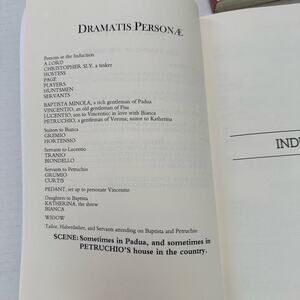 DRAMATIS PERSONÆ
Persons in the Induction
A LORD
CHRISTOPHER SLY, a tinker
HOSTESS
PAGE
PLAYERS
HUNTSMEN
SERVANTS
BAPTISTA MINOLA, a rich gentleman of Padua
VINCENTIO, an old gentleman of Pisa
LUCENTIO, son to Vincentio; in love with Bianca
PETRUCHIO, a gentleman of Verona; suitor to Katherina
Suitors to Bianca
GREMIO
HORTENSIO
Servants to Lucentio
TRANIO
BIONDELLO
Servants to Petruchio
GRUMIO
CURTIS
PEDANT, set up to personate Vincentio
Daughters to Baptista
KATHERINA, the shrew
BIANCA
WIDOW
Tailor, Haberdasher, and Servants attending on Baptista and Petruchio
SCENE: Sometimes in Padua, and sometimes in
PETRUCHIO'S house in the country.
IND